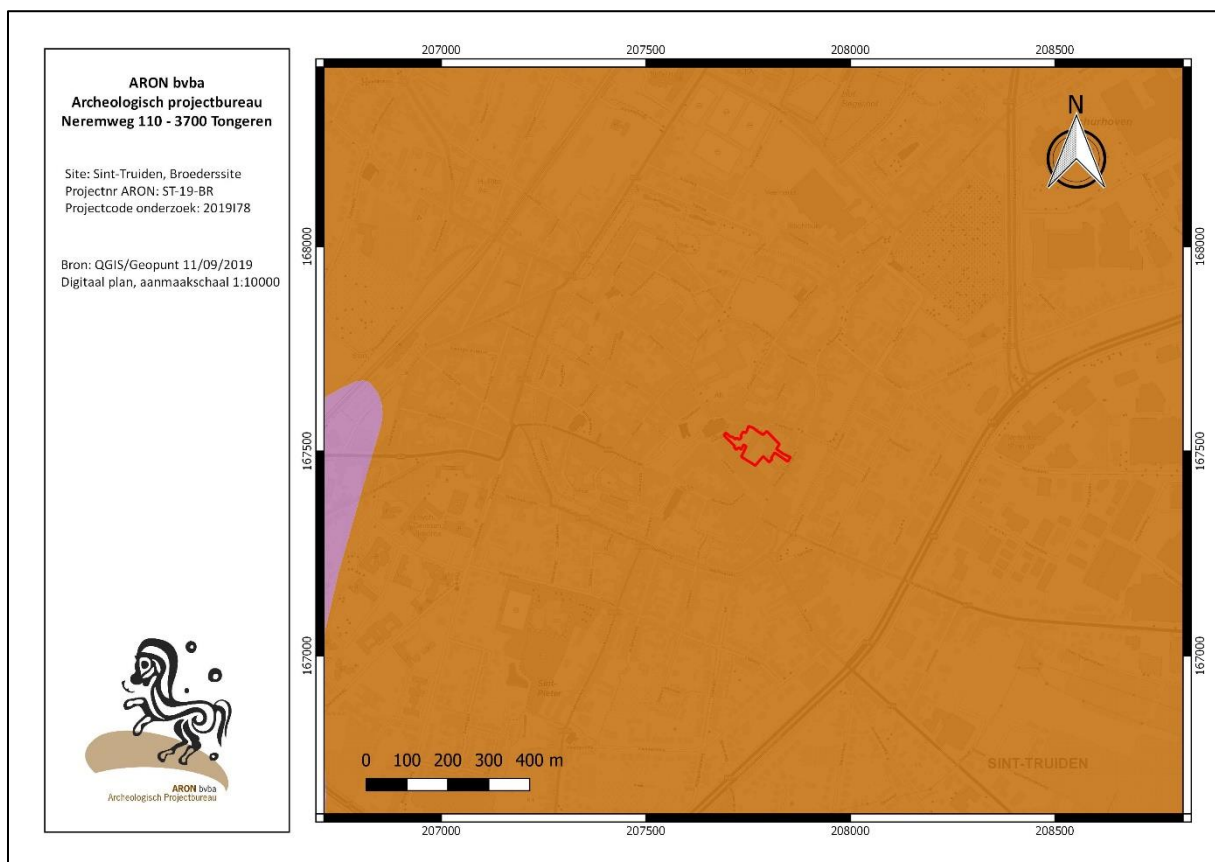 ARON bvba
Archeologisch projectbureau
Neremweg 110 - 3700 Tongeren
Site: Sint-Truiden, Broederssite
Projectnr ARON: ST-19-BR
Projectcode onderzoek: 2019I78
Bron: QGIS/Geopunt 11/09/2019
Digitaal plan, aanmaakschaal 1:10000
ARON bvba
Archeologisch Projectbureau
207000
207500
208000
208500
N
168000
168000
167500
167500
167000
167000
0 100 200 300 400 m
SINT-TRUIDEN
207000
207500
208000
208500